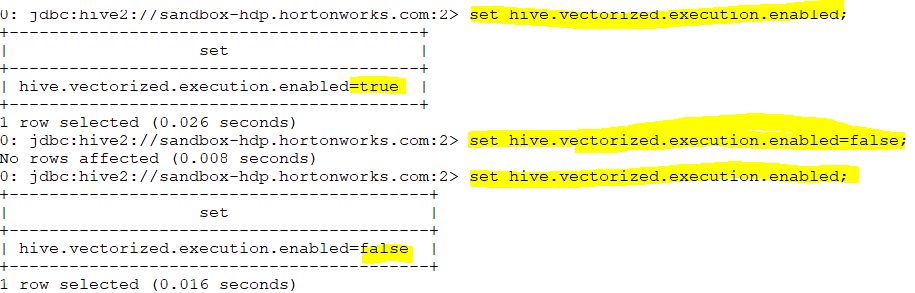 0: jdbc:hive2://sandbox-hdp.hortonworks.com:2> set hive.vectorized.execution.enabled;
+------------------------------------------+
| set |
+------------------------------------------+
| hive.vectorized.execution.enabled=true |
+------------------------------------------+
1 row selected (0.026 seconds)
0: jdbc:hive2://sandbox-hdp.hortonworks.com:2> set hive.vectorized.execution.enabled=false;
No rows affected (0.008 seconds)
0: jdbc:hive2://sandbox-hdp.hortonworks.com:2> set hive.vectorized.execution.enabled;
+-------------------------------------------+
| set |
+-------------------------------------------+
| hive.vectorized.execution.enabled=false |
+-------------------------------------------+
1 row selected (0.016 seconds)